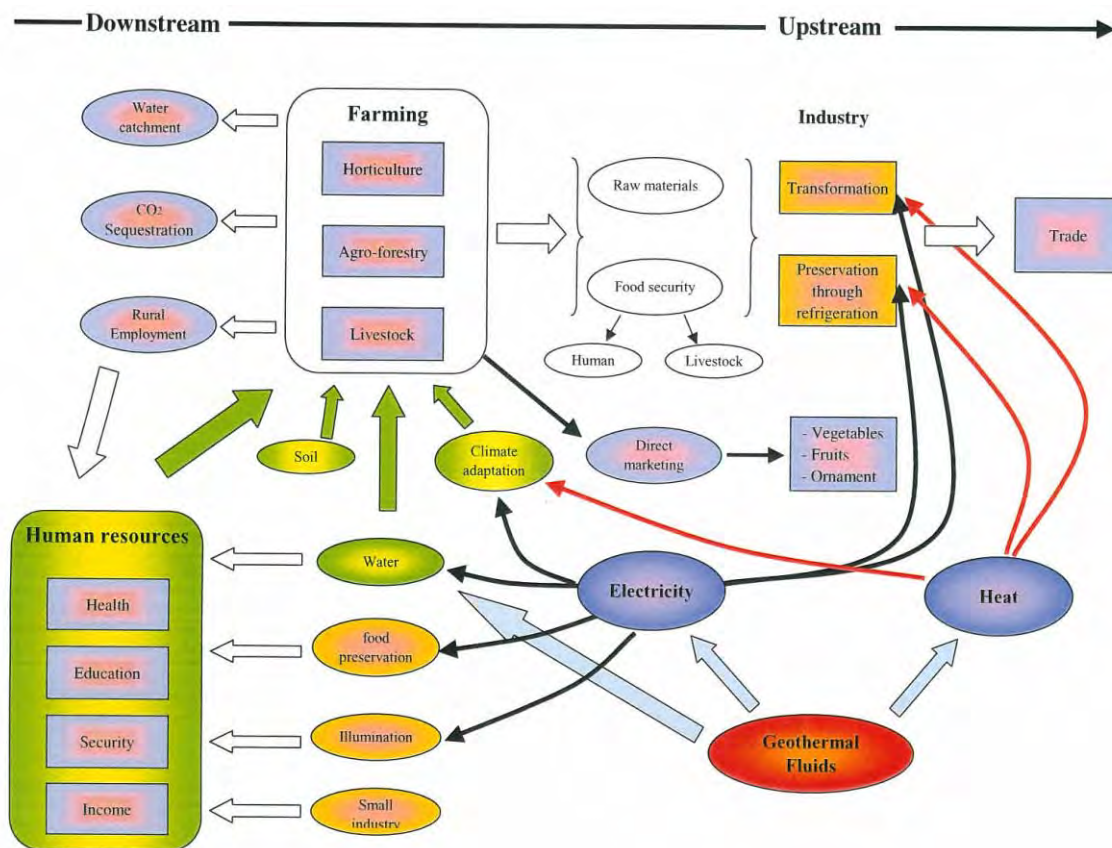 Downstream
Upstream
Water
catchment
Farming
Industry
Horticulture
Raw materials
Transformation
CO2
Sequestration
Agro-forestry
Trade
Preservation
through
refrigeration
Food security
Rural
Employment
Livestock
Human
Livestock
Soil
Climate
adaptation
Direct
marketing
- Vegetables
- Fruits
- Ornament
Human resources
Water
Electricity
Heat
Health
food
preservation
Education
Security
Illumination
Geothermal
Fluids
Income
Small
industry